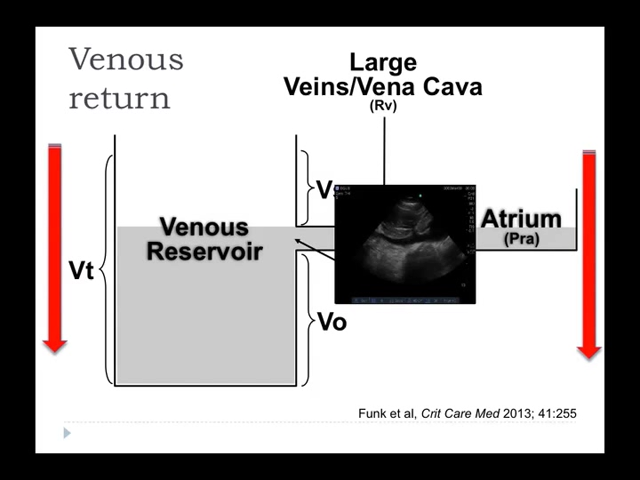 Venous
return
Large
Veins/Vena Cava
(Rv)
V
Venous
Reservoir
Atrium
(Pra)
Vt
Vo
Funk et al, Crit Care Med 2013; 41:255